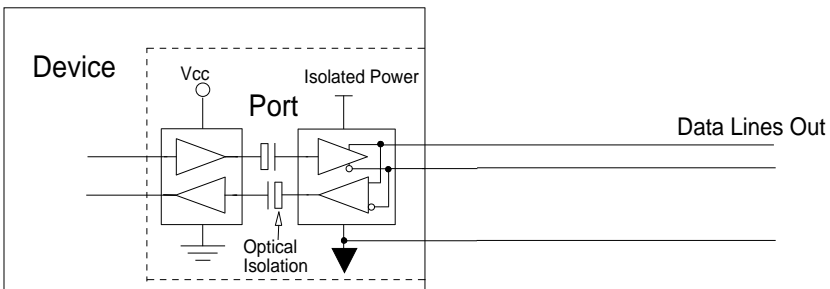 Device
Vcc
Isolated Power
Port
Data Lines Out
Optical
Isolation